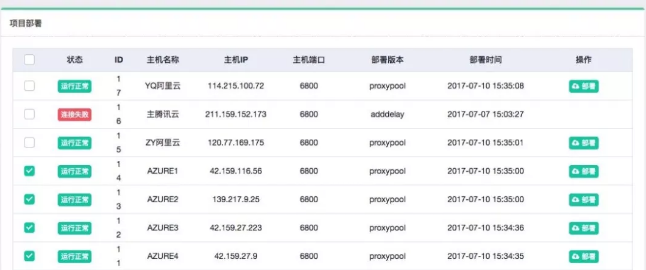 项目部署
状态 ID 主机名称 主机IP 主机端口 部署版本 部署时间 操作
运行正常 17 YQ阿里云 114.215.100.72 6800 proxypool 2017-07-10 15:35:08 部署
连接失败 16 主腾讯云 211.159.152.173 6800 adddelay 2017-07-07 15:03:27
运行正常 15 ZY阿里云 120.77.169.175 6800 proxypool 2017-07-10 15:35:01 部署
运行正常 14 AZURE1 42.159.116.56 6800 proxypool 2017-07-10 15:35:00 部署
运行正常 13 AZURE2 139.217.9.25 6800 proxypool 2017-07-10 15:35:00 部署
运行正常 12 AZURE3 42.159.27.223 6800 proxypool 2017-07-10 15:34:36 部署
运行正常 11 AZURE4 42.159.27.9 6800 proxypool 2017-07-10 15:34:35 部署